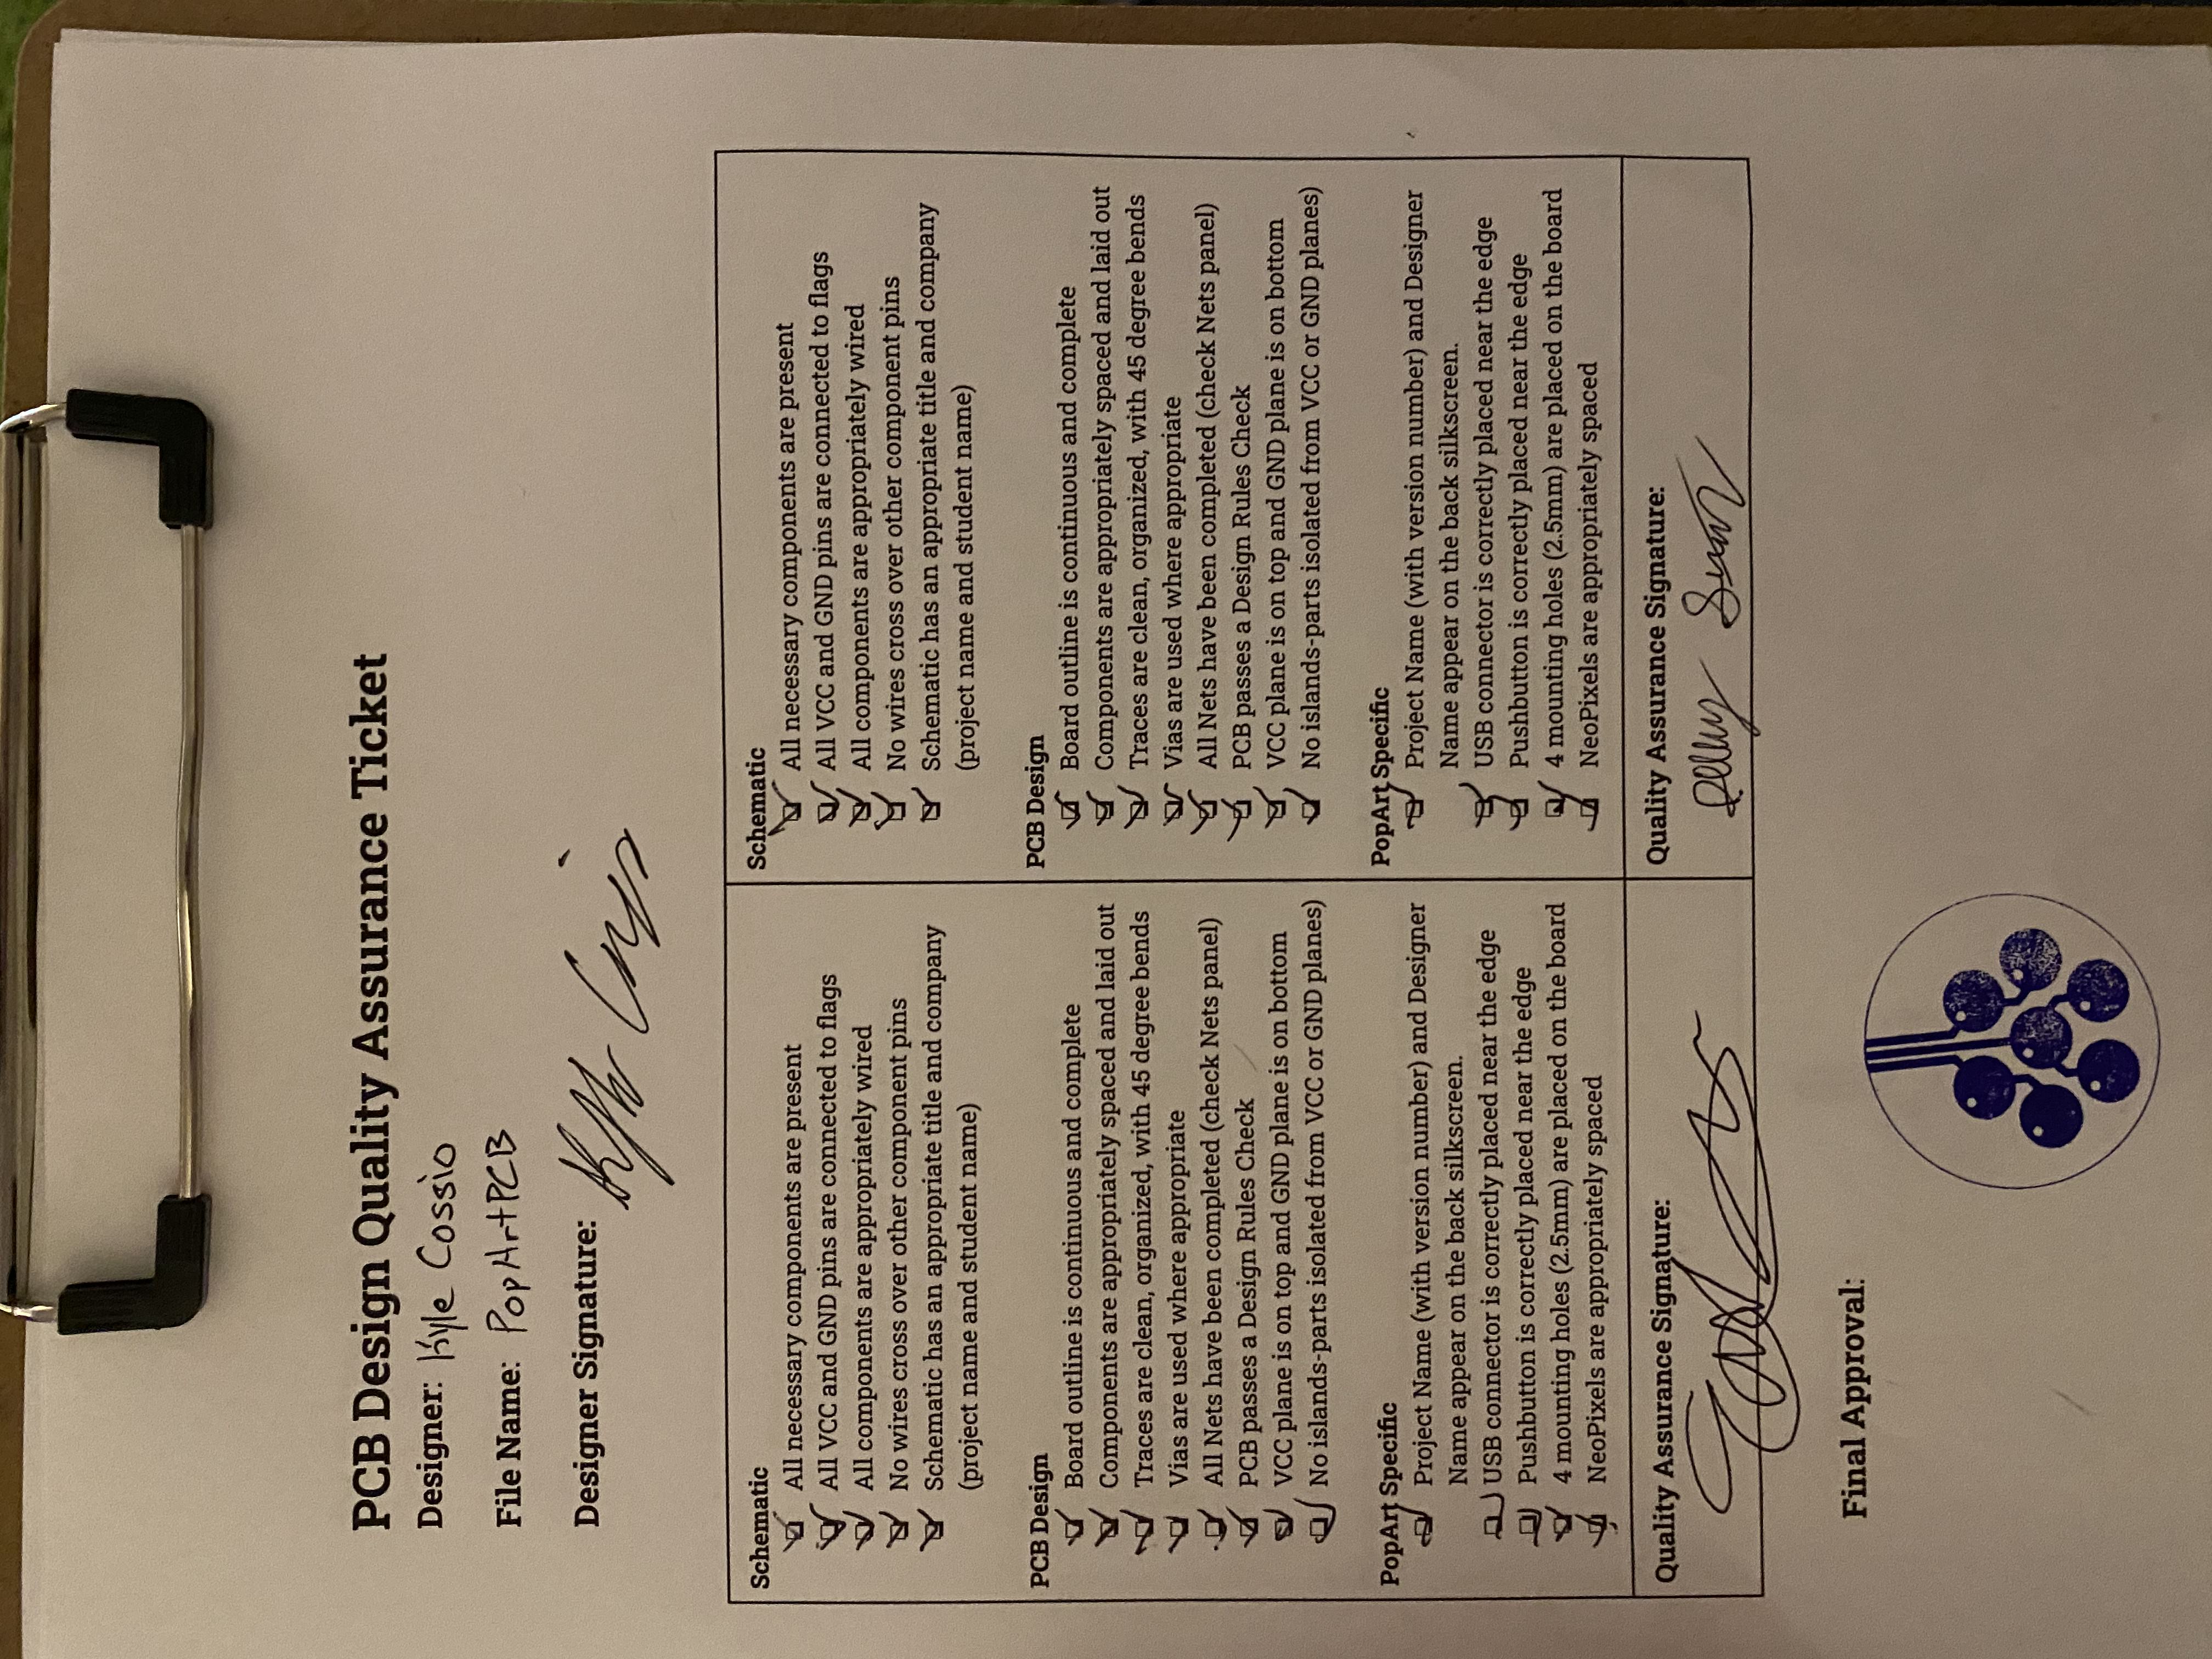 PCB Design Quality Assurance Ticket
Designer: Kyle Cossio
File Name: PopArtPCB
Designer Signature:
Schematic
All necessary components are present
All VCC and GND pins are connected to flags
All components are appropriately wired
No wires cross over other component pins
Schematic has an appropriate title and company
(project name and student name)
PCB Design
Board outline is continuous and complete
Components are appropriately spaced and laid out
Traces are clean, organized, with 45 degree bends
Vias are used where appropriate
All Nets have been completed (check Nets panel)
PCB passes a Design Rules Check
VCC plane is on top and GND plane is on bottom
No islands-parts isolated from VCC or GND planes)
PopArt Specific
Project Name (with version number) and Designer
Name appear on the back silkscreen.
USB connector is correctly placed near the edge
Pushbutton is correctly placed near the edge
4 mounting holes (2.5mm) are placed on the board
NeoPixels are appropriately spaced
Quality Assurance Signature:
Schematic
All necessary components are present
All VCC and GND pins are connected to flags
All components are appropriately wired
No wires cross over other component pins
Schematic has an appropriate title and company
(project name and student name)
PCB Design
Board outline is continuous and complete
Components are appropriately spaced and laid out
Traces are clean, organized, with 45 degree bends
Vias are used where appropriate
All Nets have been completed (check Nets panel)
PCB passes a Design Rules Check
VCC plane is on top and GND plane is on bottom
No islands-parts isolated from VCC or GND planes)
PopArt Specific
Project Name (with version number) and Designer
Name appear on the back silkscreen.
USB connector is correctly placed near the edge
Pushbutton is correctly placed near the edge
4 mounting holes (2.5mm) are placed on the board
NeoPixels are appropriately spaced
Quality Assurance Signature:
Final Approval: